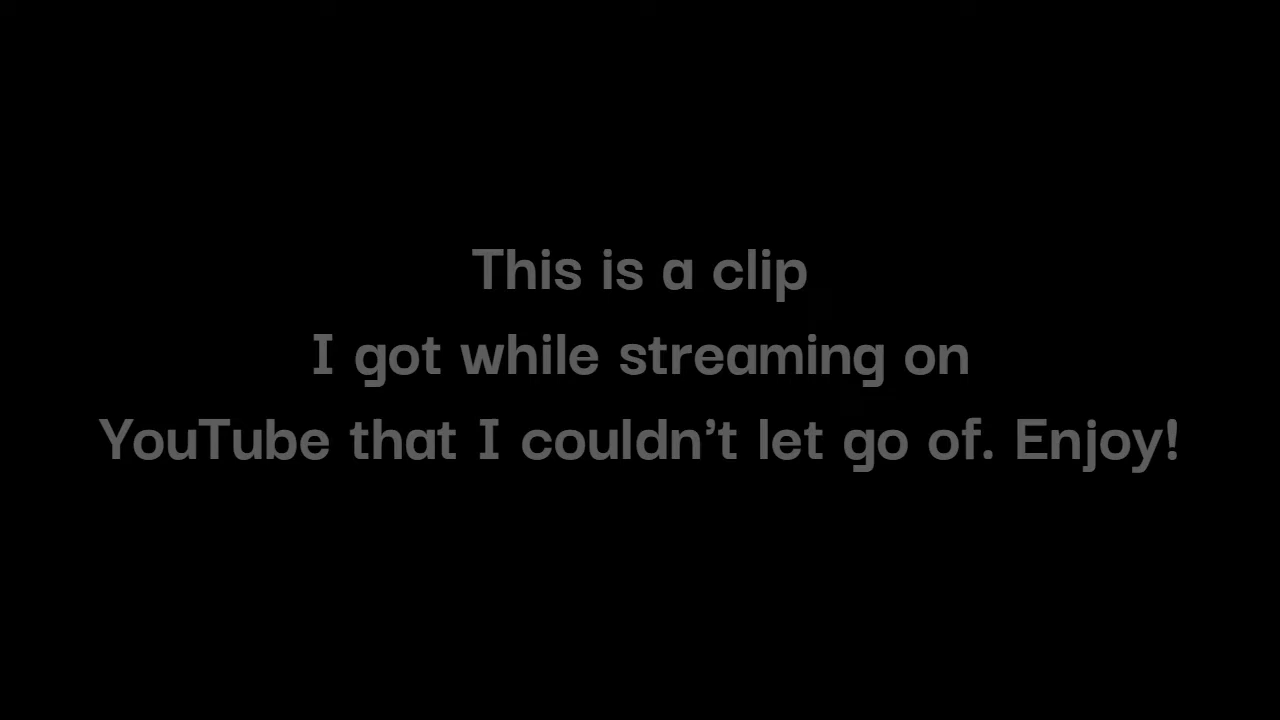 This is a clip
I got while streaming on
YouTube that I couldn’t let go of. Enjoy!